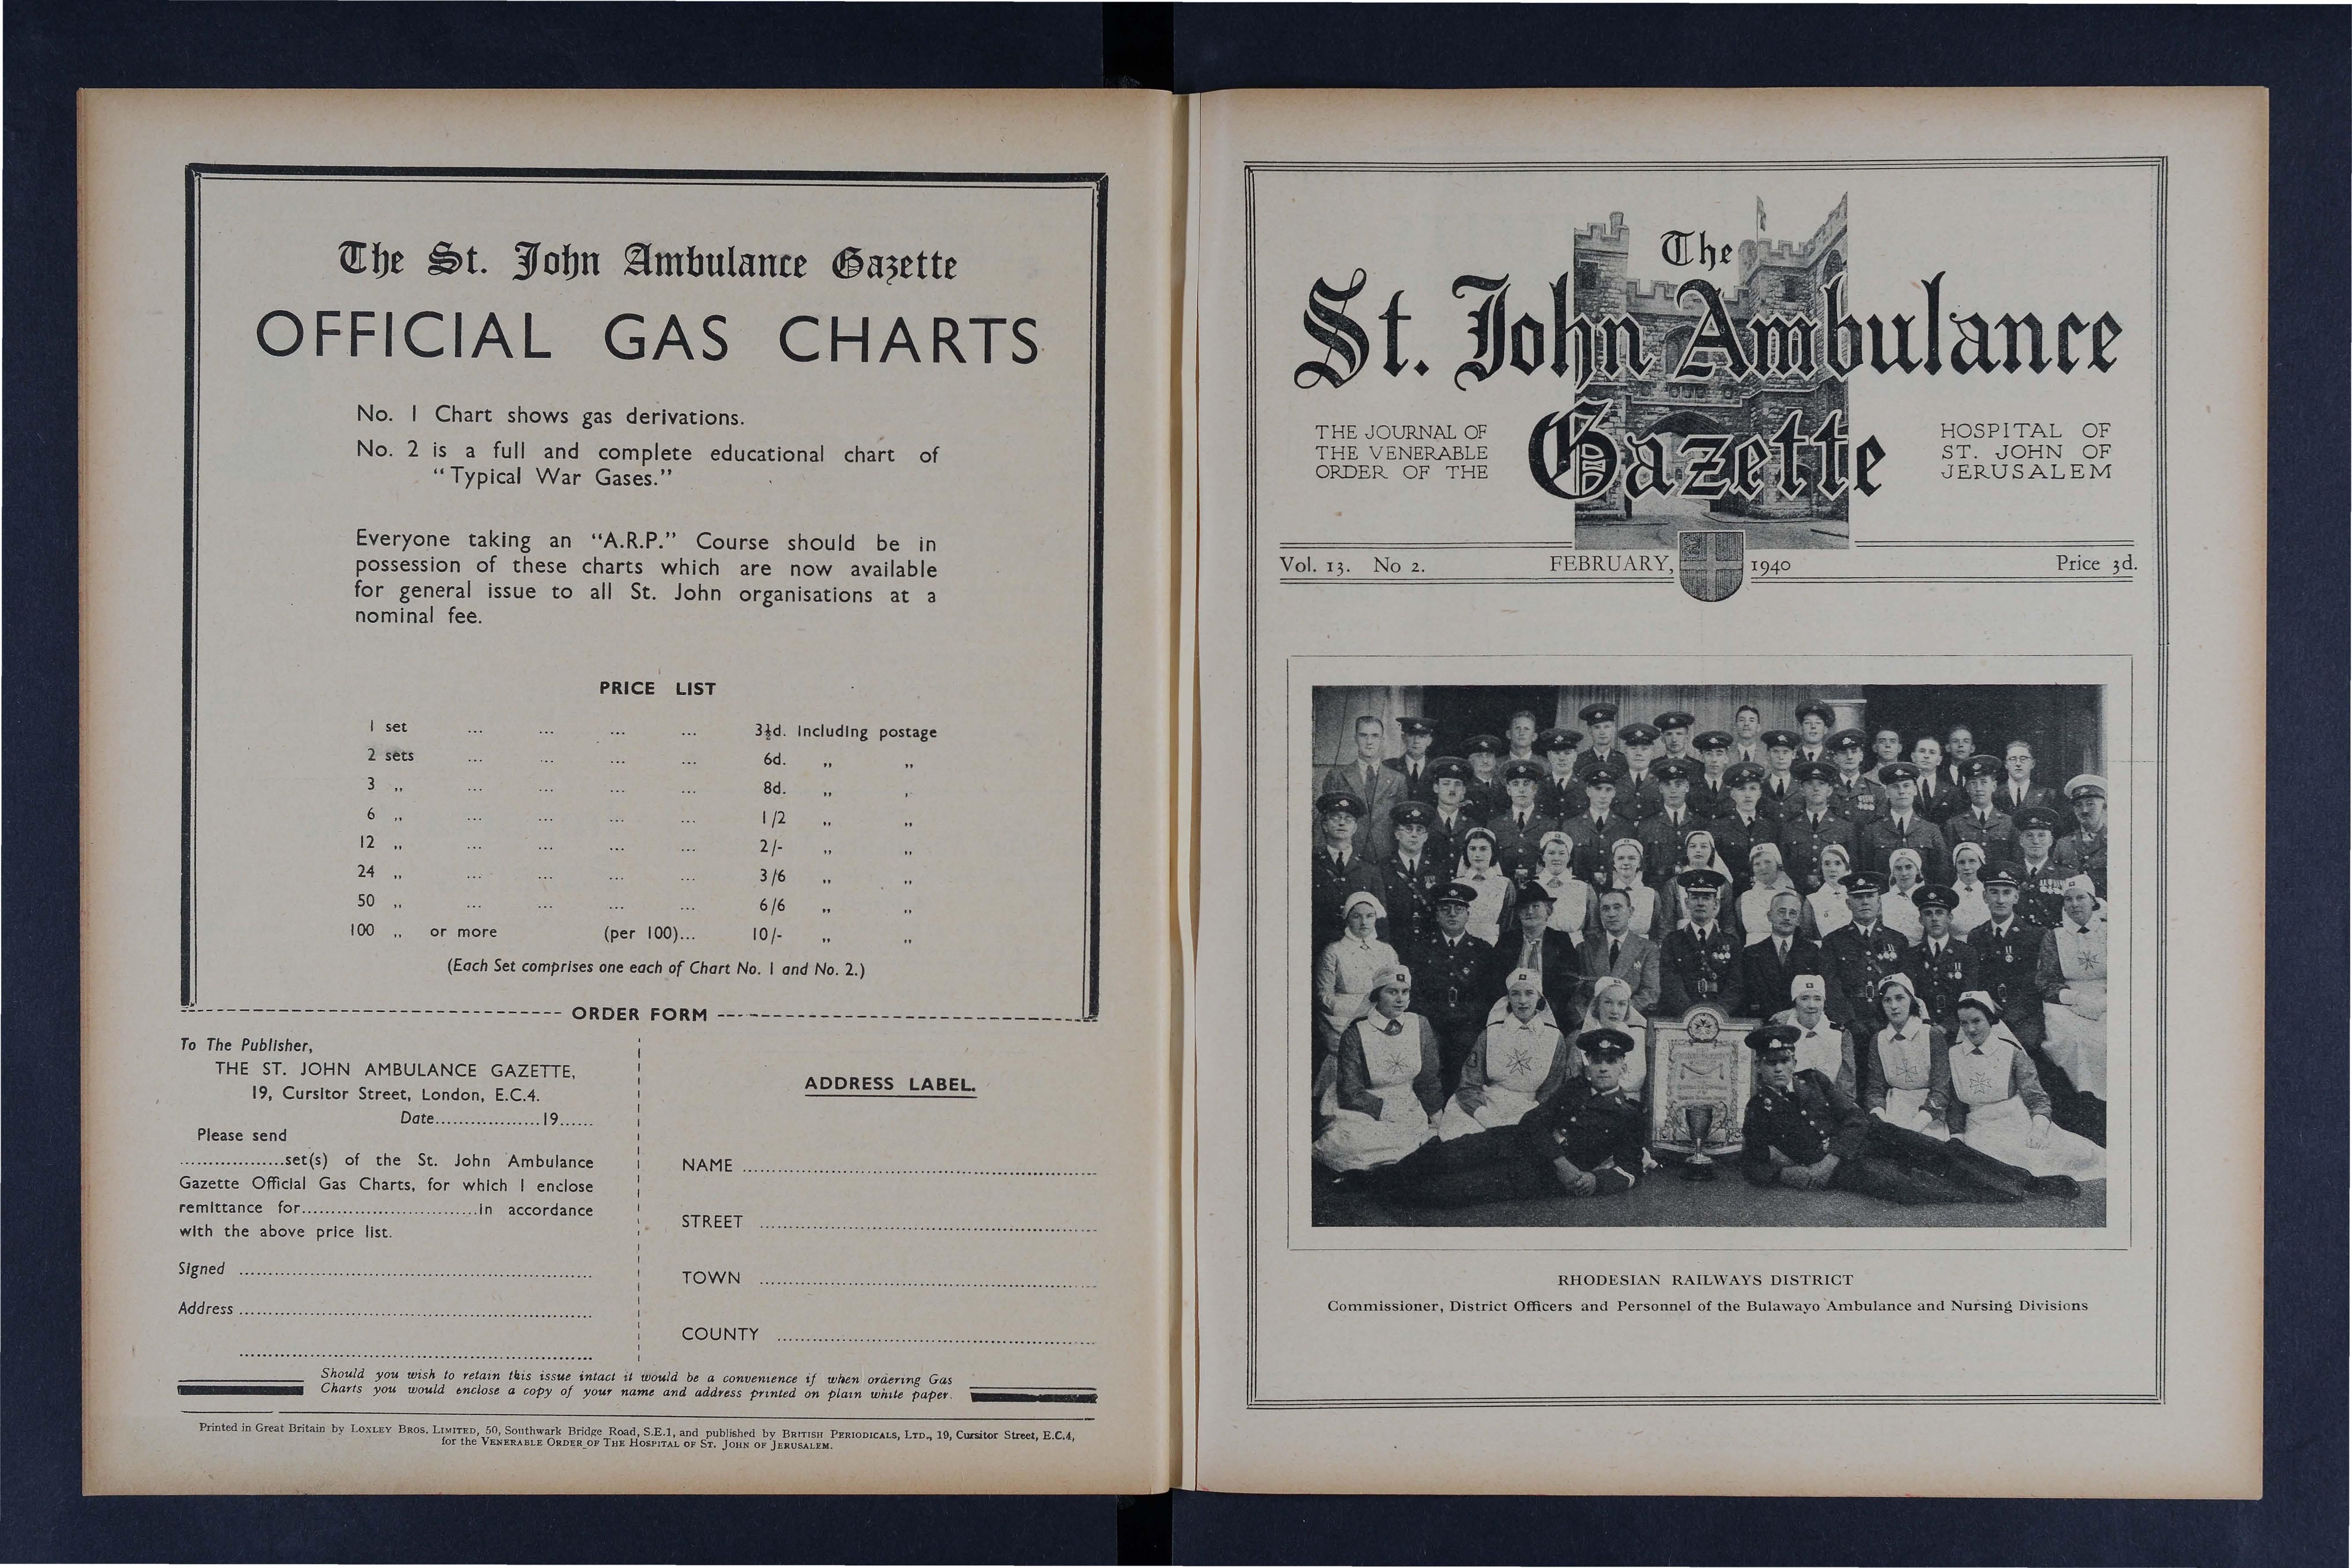 The St. John Ambulance Gazette
OFFICIAL GAS CHARTS
No. 1 Chart shows gas derivations.
No. 2 is a full and complete educational chart of
"Typical War Gases."
Everyone taking an "A.R.P." Course should be in
possession of these charts which are now available
for general issue to all St. John organisations at a
nominal fee.
PRICE LIST
1 set ... ... ... ... 3½d. including postage
2 sets ... ... ... ... 6d. ,, ,,
3 ,, ... ... ... ... 8d. ,, ,
6 ,, ... ... ... ... 1/2 ,, ,,
12 ,, ... ... ... ... 2/- ,, ,,
24 ,, ... ... ... ... 3/6 ,, ,,
50 ,, ... ... ... ... 6/6 ,, ,,
100 ,, or more (per 100)... 10/- ,, ,,
(Each Set comprises one each of Chart No. 1 and No. 2.)
ORDER FORM
To The Publisher,
THE ST. JOHN AMBULANCE GAZETTE,
19, Cursitor Street, London, E.C.4.
Date...................19......
Please send
...................set(s) of the St. John Ambulance
Gazette Official Gas Charts, for which I enclose
remittance for................................in accordance
with the above price list.
Signed ................................................................
Address ................................................................
................................................................
ADDRESS LABEL.
NAME ................................................................
STREET ................................................................
TOWN ................................................................
COUNTY ................................................................
Should you wish to retain this issue intact it would be a convenience if when ordering Gas
Charts you would enclose a copy of your name and address printed on plain white paper.
Printed in Great Britain by LOXLEY BROS. LIMITED, 50, Southwark Bridge Road, S.E.1, and published by BRITISH PERIODICALS, LTD., 19, Cursitor Street, E.C.4,
for the VENERABLE ORDER OF THE HOSPITAL OF ST. JOHN OF JERUSALEM.
The
St. John Ambulance
Gazette
THE JOURNAL OF
THE VENERABLE
ORDER OF THE
HOSPITAL OF
ST. JOHN OF
JERUSALEM
Vol. 13. No 2. FEBRUARY, 1940 Price 3d.
RHODESIAN RAILWAYS DISTRICT
Commissioner, District Officers and Personnel of the Bulawayo Ambulance and Nursing Divisions